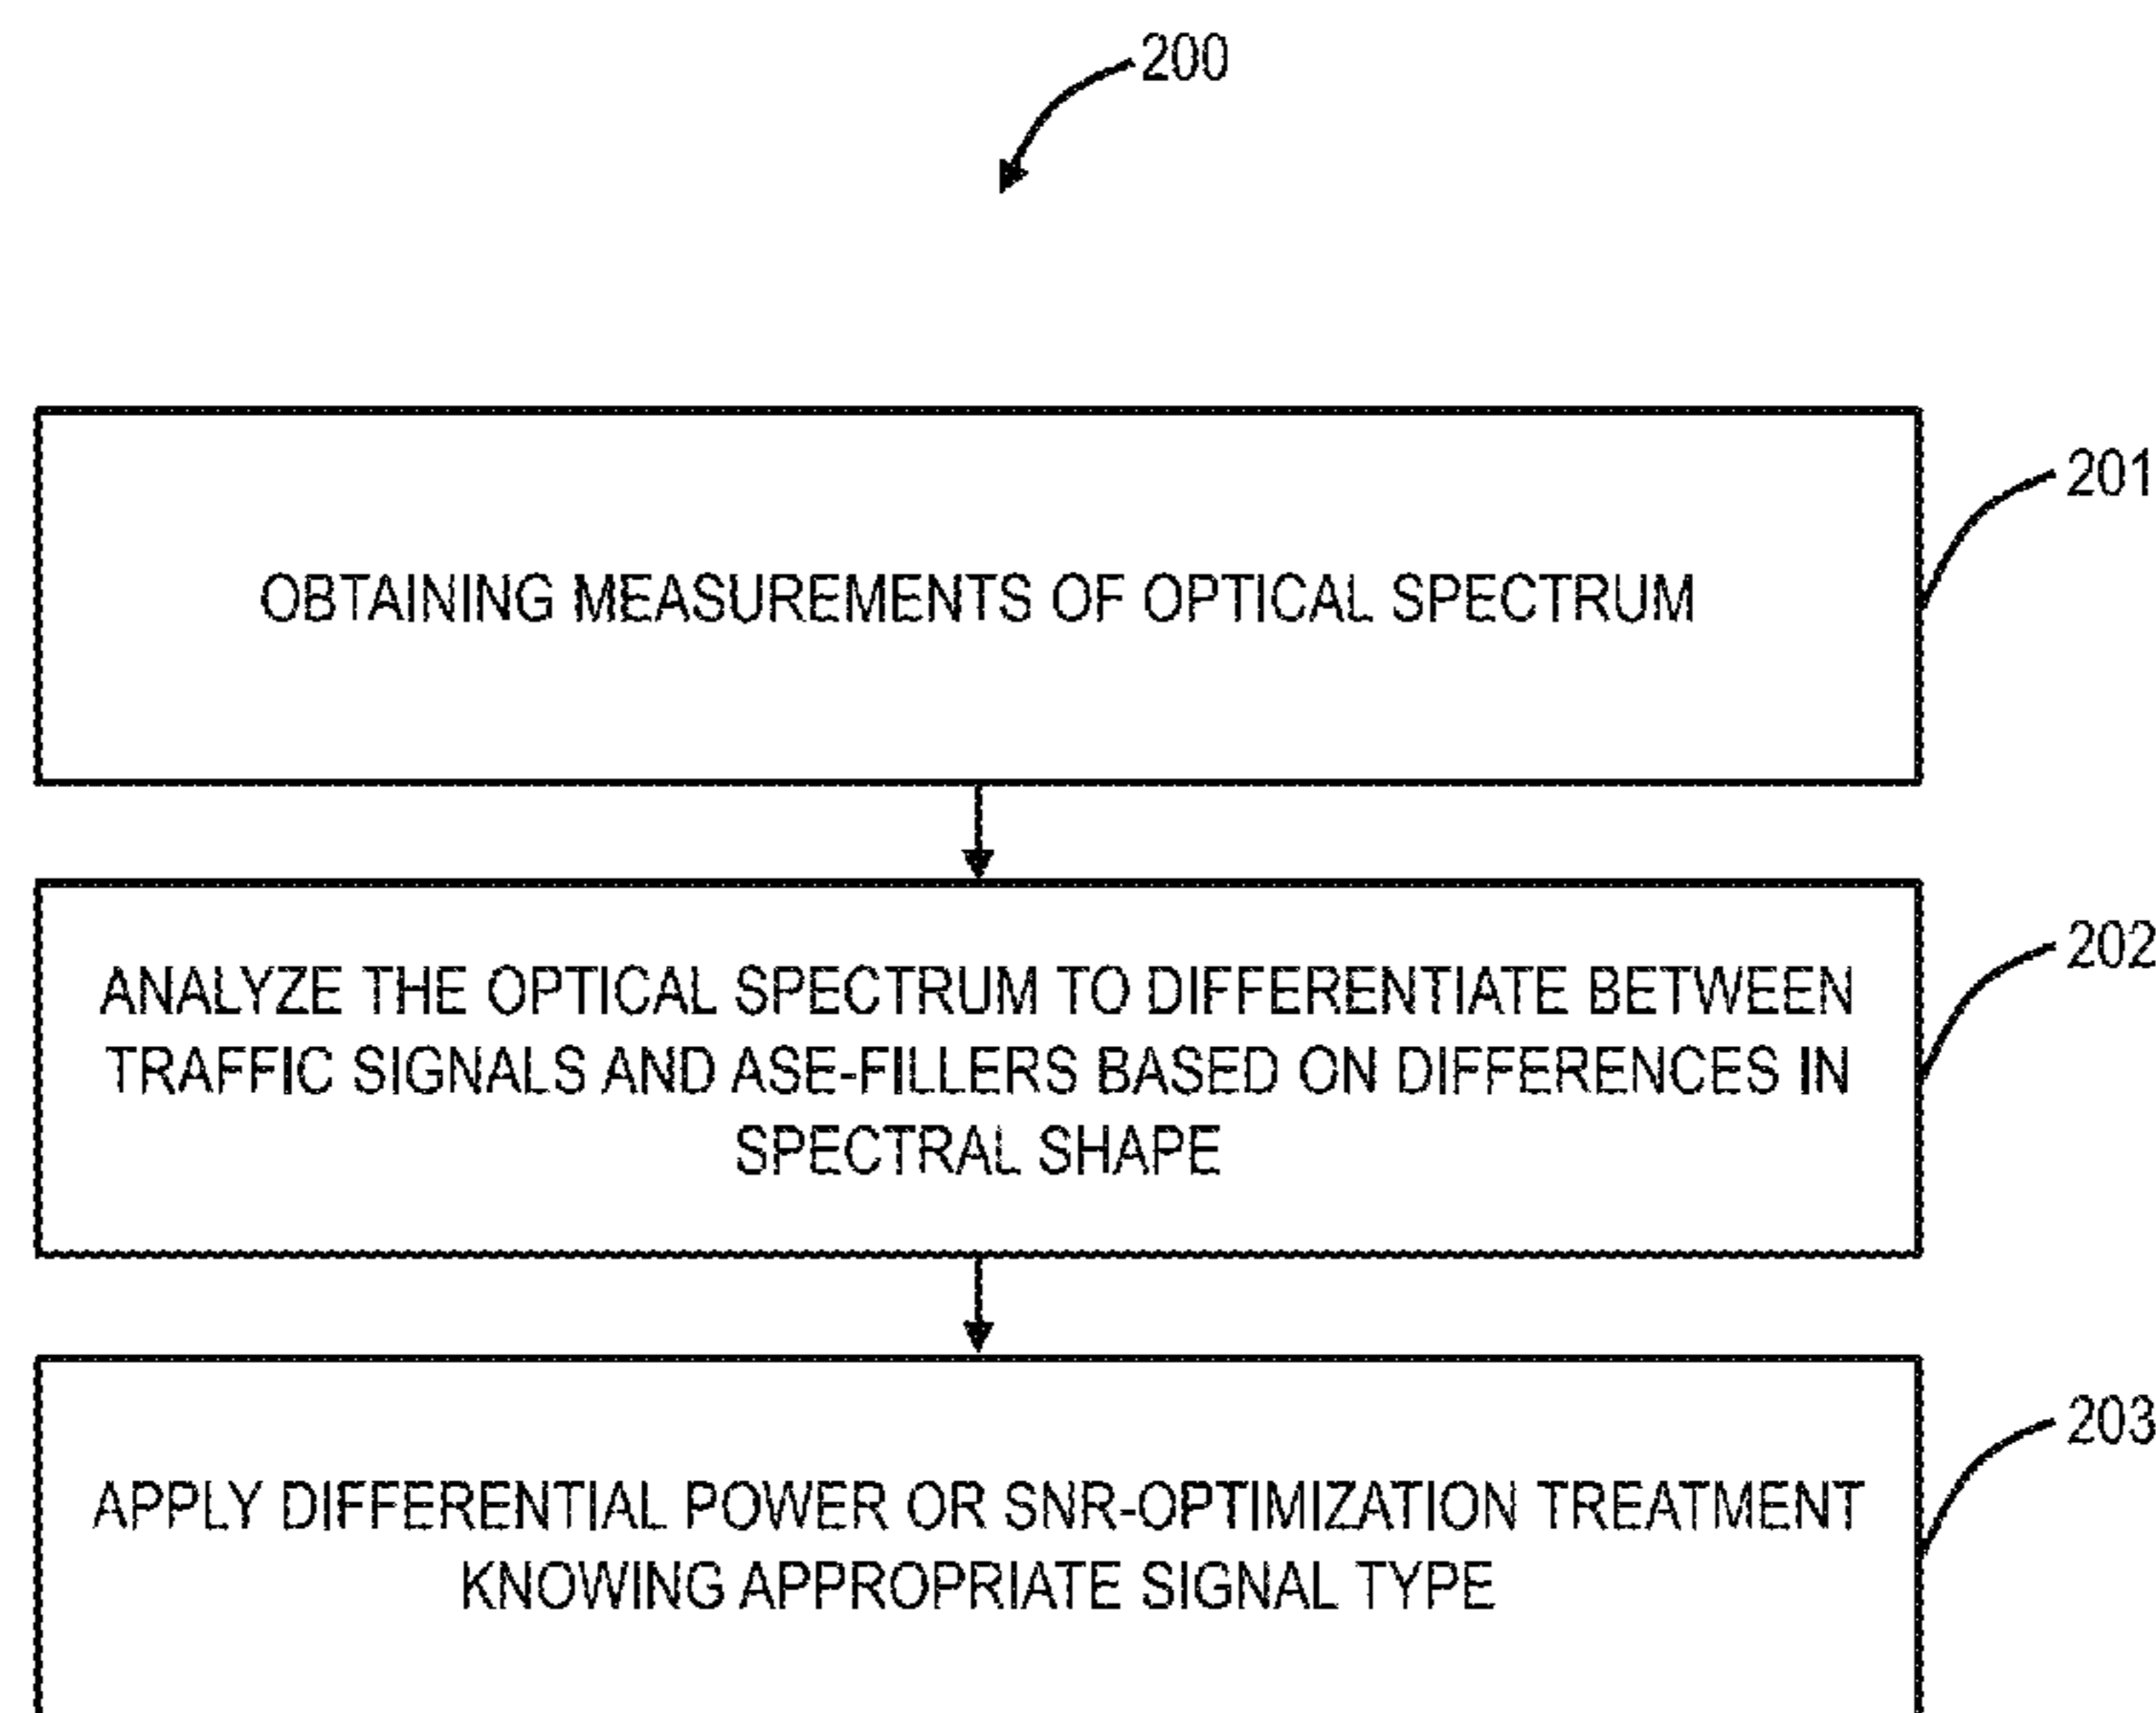 200
OBTAINING MEASUREMENTS OF OPTICAL SPECTRUM
201
ANALYZE THE OPTICAL SPECTRUM TO DIFFERENTIATE BETWEEN
TRAFFIC SIGNALS AND ASE-FILLERS BASED ON DIFFERENCES IN
SPECTRAL SHAPE
202
APPLY DIFFERENTIAL POWER OR SNR-OPTIMIZATION TREATMENT
KNOWING APPROPRIATE SIGNAL TYPE
203